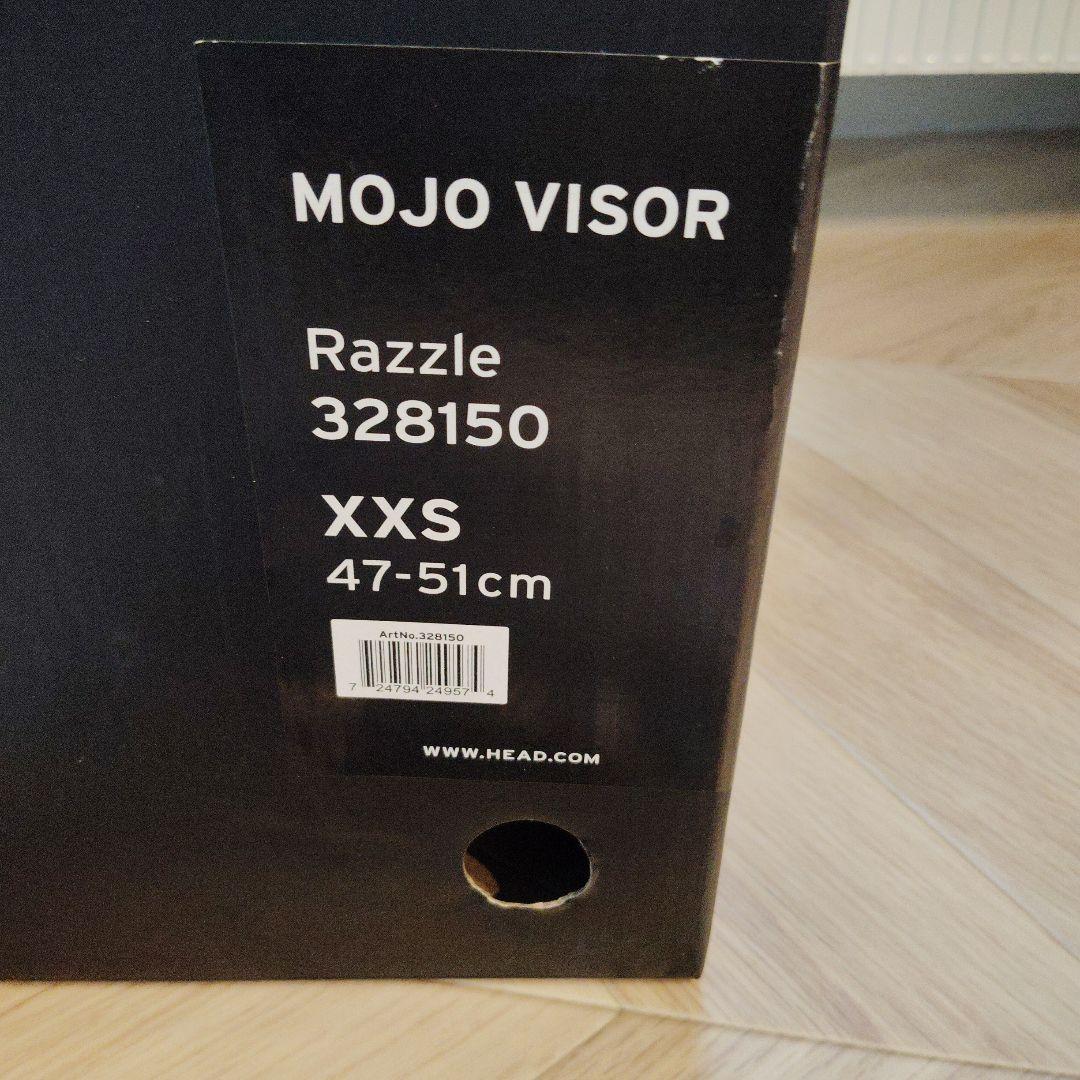 MOJO VISOR
Razzle
328150
XXS
47-51cm
ArtNo.328150
7 24794 24957 4
WWW.HEAD.COM